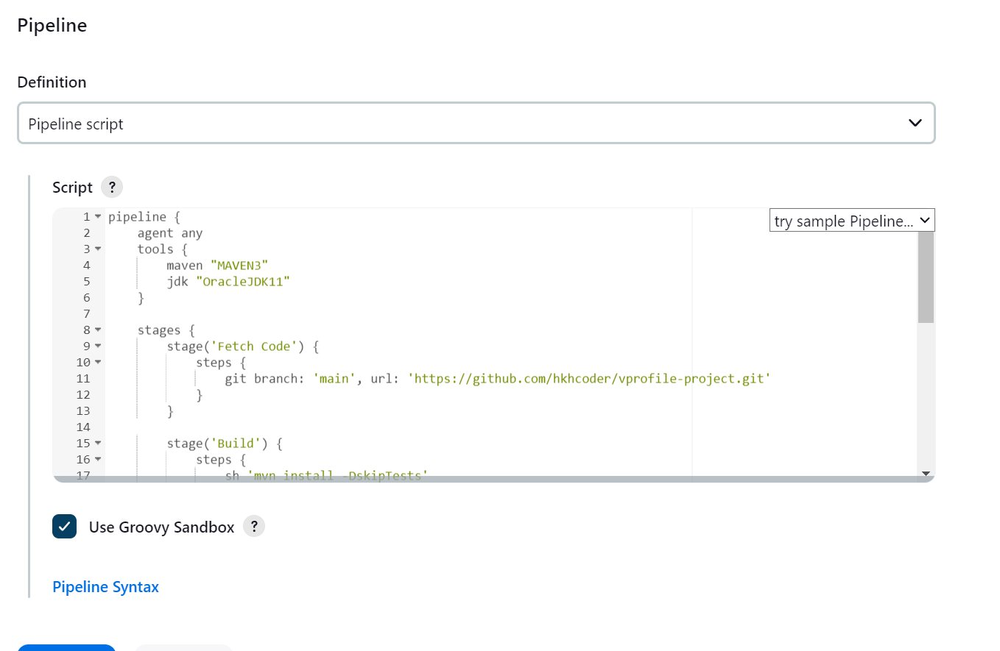 Pipeline
Definition
Pipeline script
Script ?
try sample Pipeline...
1 pipeline {
2     agent any
3     tools {
4         maven "MAVEN3"
5         jdk "OracleJDK11"
6     }
7
8     stages {
9         stage('Fetch Code') {
10             steps {
11                 git branch: 'main', url: 'https://github.com/hkhcoder/vprofile-project.git'
12             }
13         }
14
15         stage('Build') {
16             steps {
17                 sh 'mvn install -DskipTests'
Use Groovy Sandbox ?
Pipeline Syntax